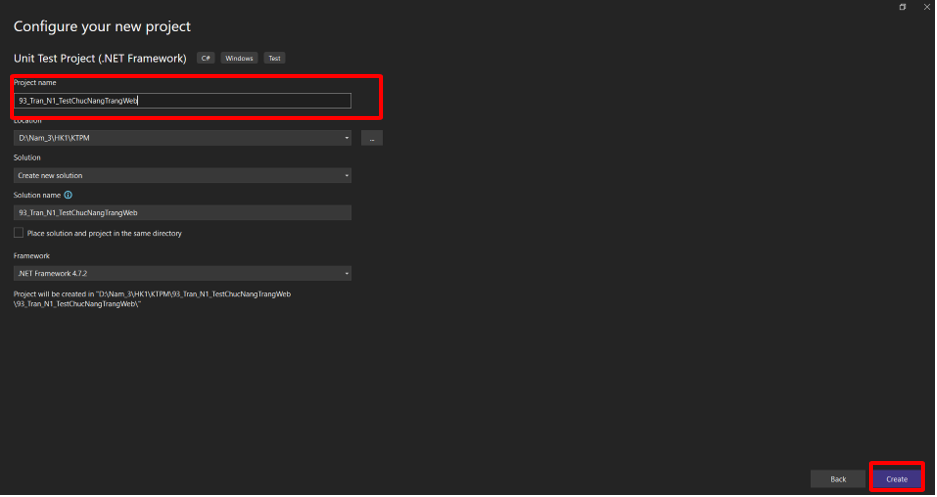 Configure your new project
Unit Test Project (.NET Framework) C# Windows Test
Project name
93_Tran_N1_TestChucNangTrangWeb
Location
D:\Nam_3\HK1\KTPM
...
Solution
Create new solution
Solution name
93_Tran_N1_TestChucNangTrangWeb
Place solution and project in the same directory
Framework
.NET Framework 4.7.2
Project will be created in "D:\Nam_3\HK1\KTPM\93_Tran_N1_TestChucNangTrangWeb
\93_Tran_N1_TestChucNangTrangWeb\"
Back Create